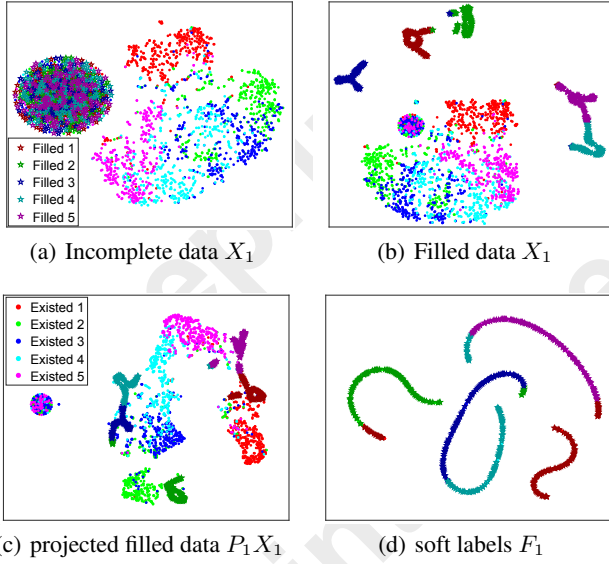 Filled 1
Filled 2
Filled 3
Filled 4
Filled 5
(a) Incomplete data X₁
(b) Filled data X₁
Existed 1
Existed 2
Existed 3
Existed 4
Existed 5
(c) projected filled data P₁X₁
(d) soft labels F₁